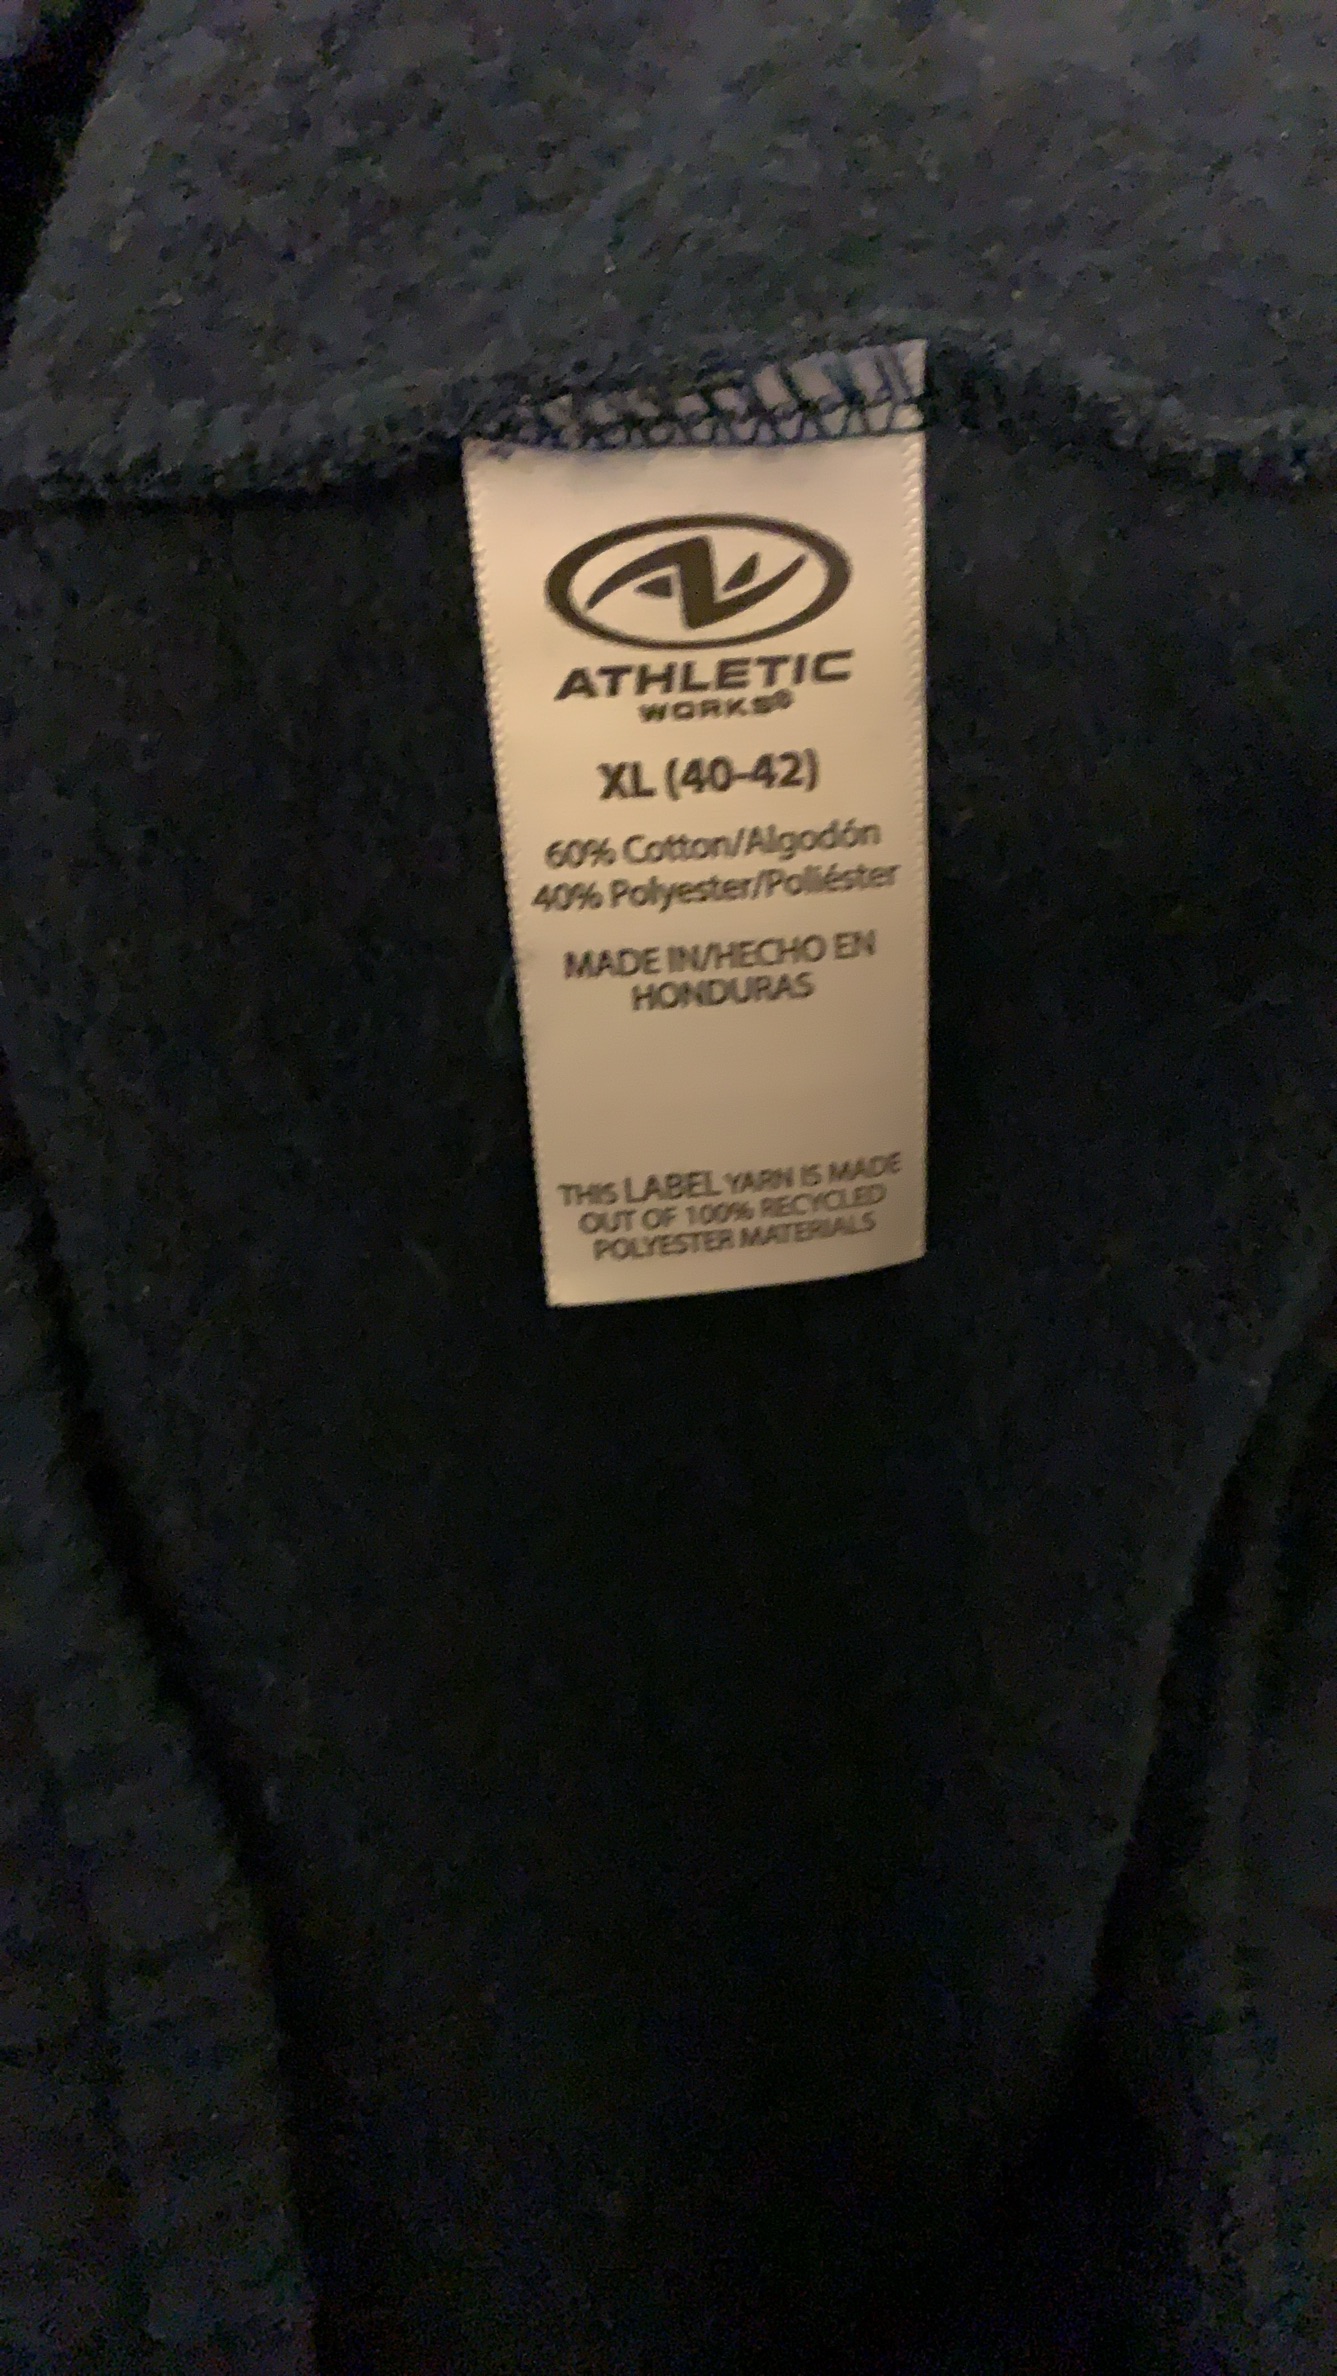 ATHLETIC
WORKS®
XL (40-42)
60% Cotton/Algodón
40% Polyester/Poliéster
MADE IN/HECHO EN
HONDURAS
THIS LABEL YARN IS MADE
OUT OF 100% RECYCLED
POLYESTER MATERIALS